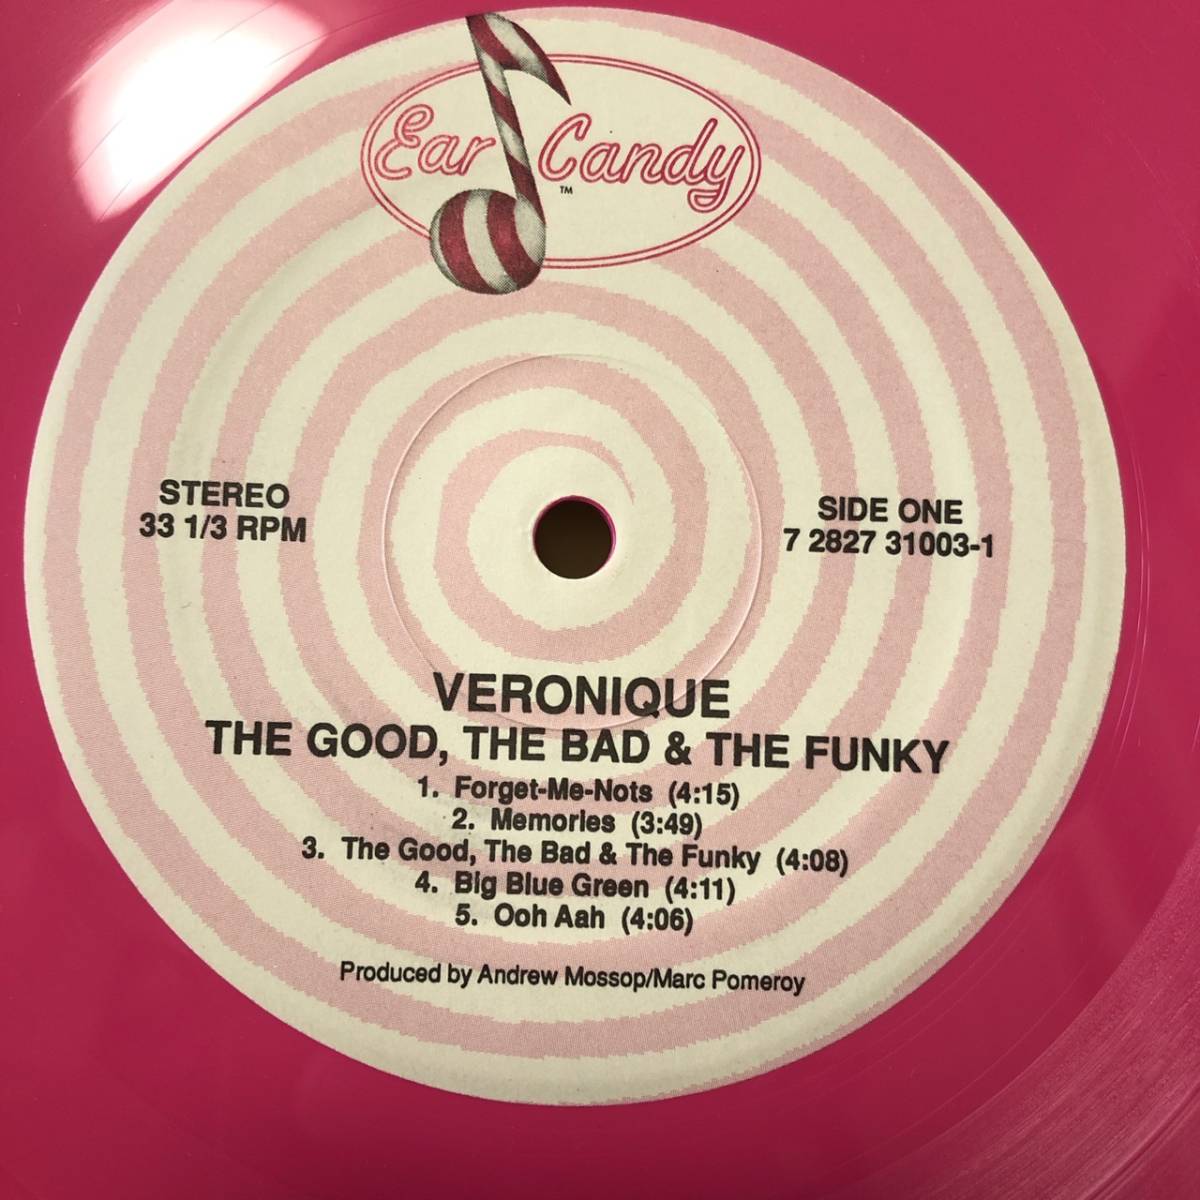 Ear Candy
TM
STEREO
33 1/3 RPM
SIDE ONE
7 2827 31003-1
VERONIQUE
THE GOOD, THE BAD & THE FUNKY
1. Forget-Me-Nots (4:15)
2. Memories (3:49)
3. The Good, The Bad & The Funky (4:08)
4. Big Blue Green (4:11)
5. Ooh Aah (4:06)
Produced by Andrew Mossop/Marc Pomeroy